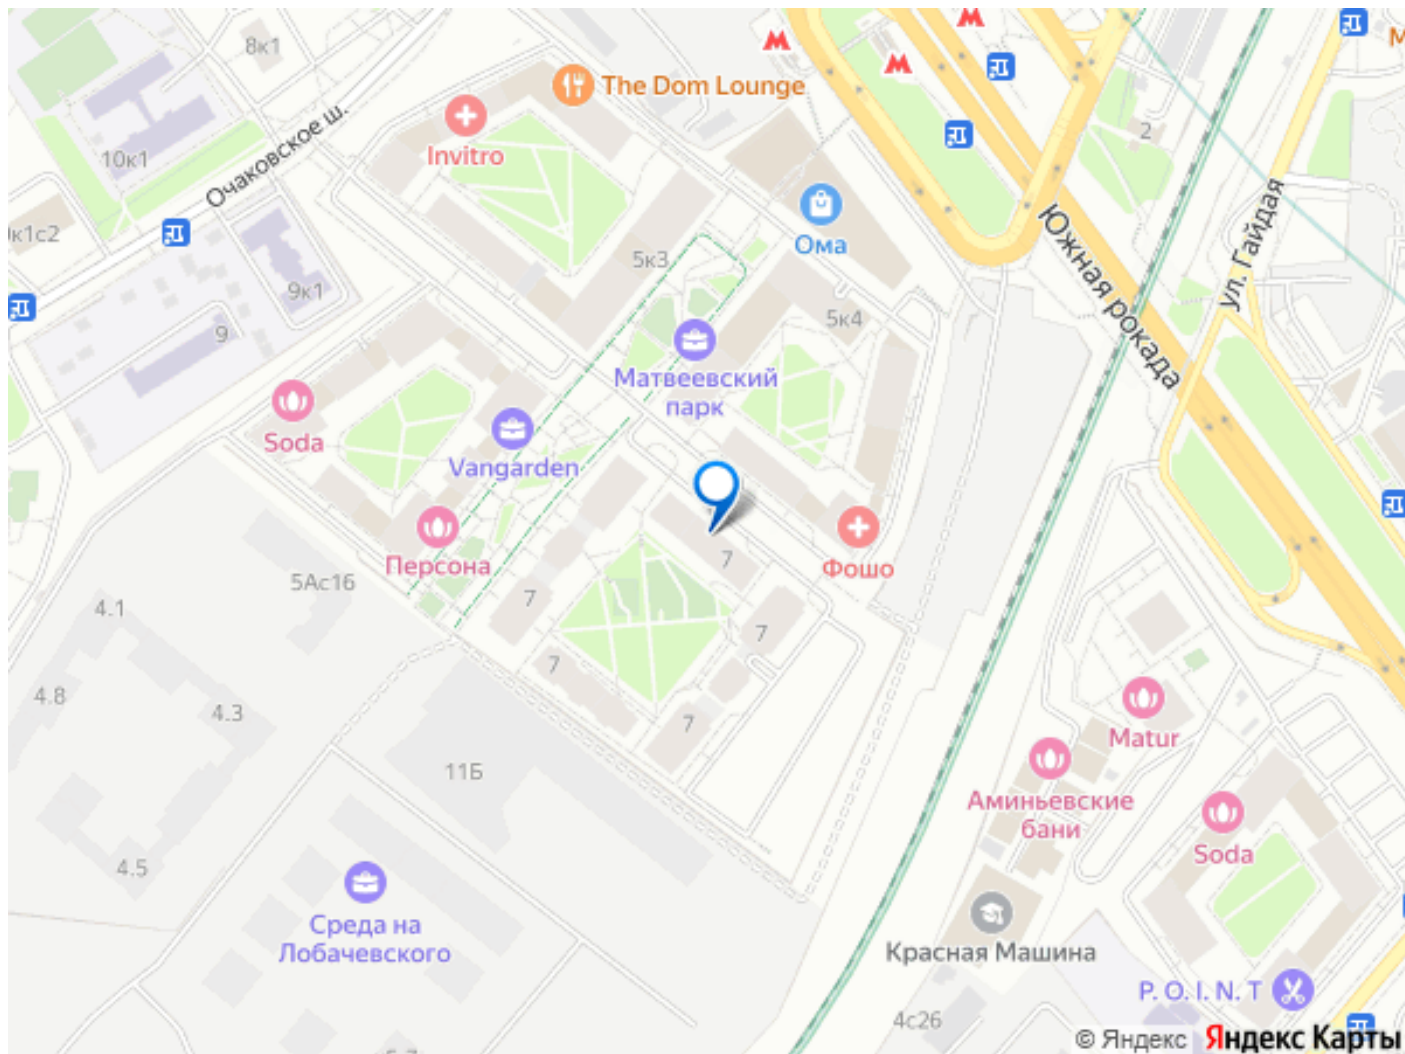 8к1
The Dom Lounge
Invitro
10к1
Очаковское ш.
2
Ома
5к3
9к1
9
5к4
Южная рокада
ул. Гайдая
Матвеевский
парк
Soda
Vangarden
Персона
Фошо
5Ас16
7
7
7
7
7
4.1
4.8
4.3
11Б
4.5
Matur
Аминьевские
бани
Soda
Среда на
Лобачевского
Красная Машина
P. O. I. N. T
4с26
© Яндекс Яндекс Карты